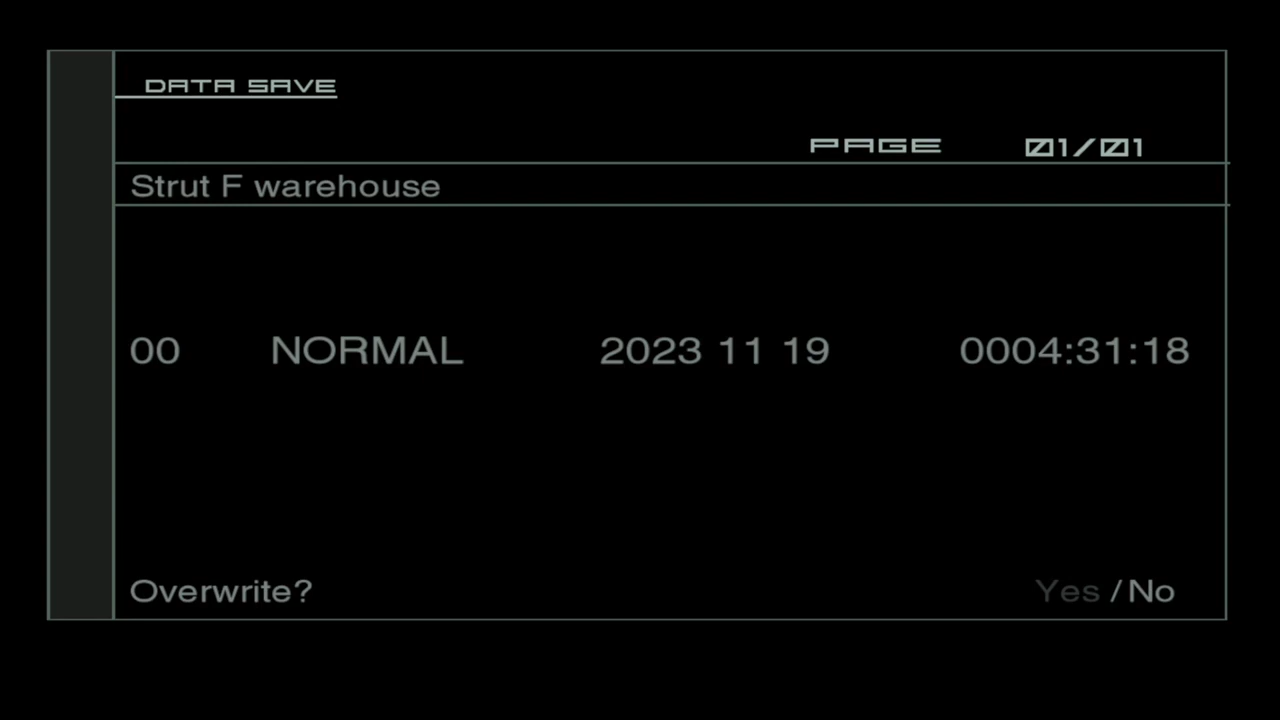 DATA SAVE
PAGE 01/01
Strut F warehouse
00 NORMAL 2023 11 19 0004:31:18
Overwrite? Yes / No